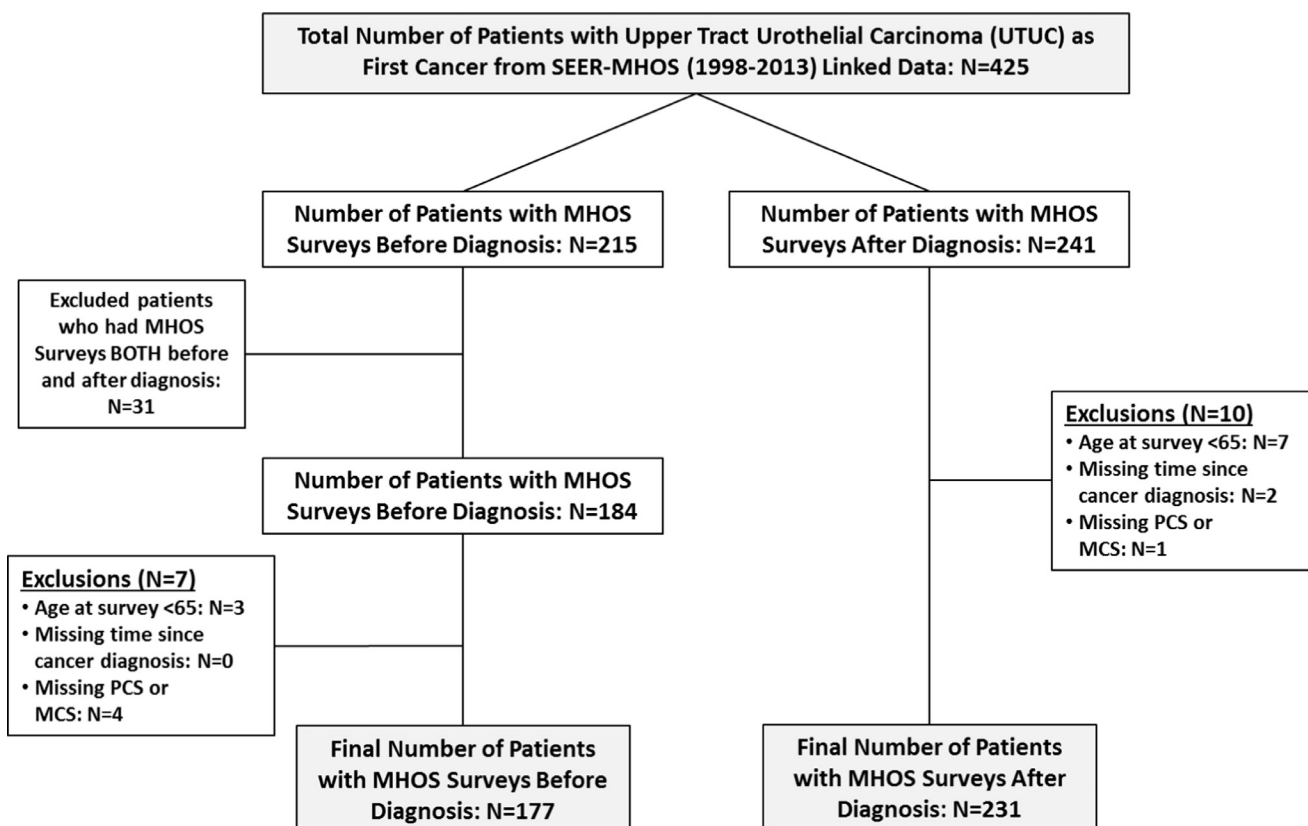 Total Number of Patients with Upper Tract Urothelial Carcinoma (UTUC) as
First Cancer from SEER-MHOS (1998-2013) Linked Data: N=425
Number of Patients with MHOS
Surveys Before Diagnosis: N=215
Number of Patients with MHOS
Surveys After Diagnosis: N=241
Excluded patients
who had MHOS
Surveys BOTH before
and after diagnosis:
N=31
Exclusions (N=10)
• Age at survey <65: N=7
• Missing time since
cancer diagnosis: N=2
• Missing PCS or
MCS: N=1
Number of Patients with MHOS
Surveys Before Diagnosis: N=184
Exclusions (N=7)
• Age at survey <65: N=3
• Missing time since
cancer diagnosis: N=0
• Missing PCS or
MCS: N=4
Final Number of Patients
with MHOS Surveys Before
Diagnosis: N=177
Final Number of Patients
with MHOS Surveys After
Diagnosis: N=231